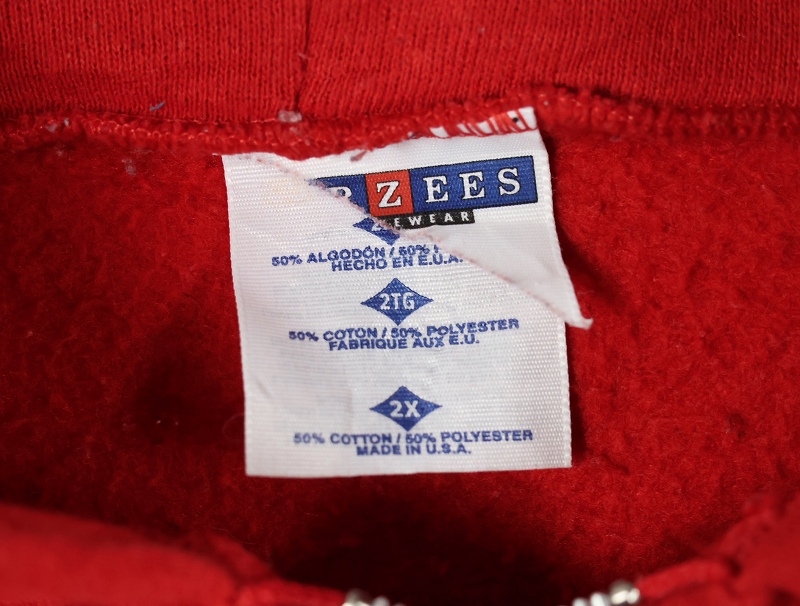 ZEES
EWEAR
50% ALGODÓN / 50%
HECHO EN E.U.A.
2TG
50% COTON / 50% POLYESTER
FABRIQUE AUX E.U.
2X
50% COTTON / 50% POLYESTER
MADE IN U.S.A.